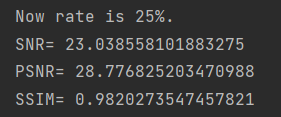 Now rate is 25%.
SNR= 23.038558101883275
PSNR= 28.776825203470988
SSIM= 0.9820273547457821